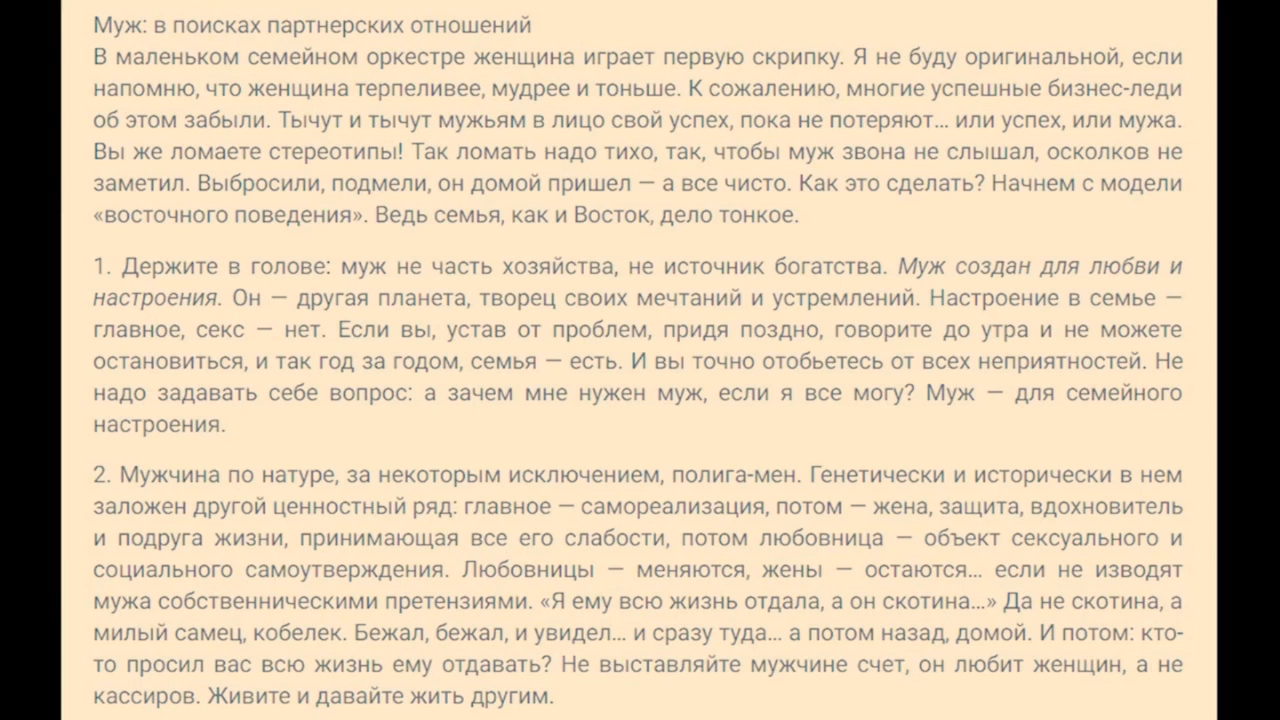 Муж: в поисках партнерских отношений
В маленьком семейном оркестре женщина играет первую скрипку. Я не буду оригинальной, если
напомню, что женщина терпеливее, мудрее и тоньше. К сожалению, многие успешные бизнес-леди
об этом забыли. Тычут и тычут мужьям в лицо свой успех, пока не потеряют… или успех, или мужа.
Вы же ломаете стереотипы! Так ломать надо тихо, так, чтобы муж звона не слышал, осколков не
заметил. Выбросили, подмели, он домой пришел — а все чисто. Как это сделать? Начнем с модели
«восточного поведения». Ведь семья, как и Восток, дело тонкое.
1. Держите в голове: муж не часть хозяйства, не источник богатства. Муж создан для любви и
настроения. Он — другая планета, творец своих мечтаний и устремлений. Настроение в семье —
главное, секс — нет. Если вы, устав от проблем, придя поздно, говорите до утра и не можете
остановиться, и так год за годом, семья — есть. И вы точно отобьетесь от всех неприятностей. Не
надо задавать себе вопрос: а зачем мне нужен муж, если я все могу? Муж — для семейного
настроения.
2. Мужчина по натуре, за некоторым исключением, полига-мен. Генетически и исторически в нем
заложен другой ценностный ряд: главное — самореализация, потом — жена, защита, вдохновитель
и подруга жизни, принимающая все его слабости, потом любовница — объект сексуального и
социального самоутверждения. Любовницы — меняются, жены — остаются… если не изводят
мужа собственническими претензиями. «Я ему всю жизнь отдала, а он скотина…» Да не скотина, а
милый самец, кобелек. Бежал, бежал, и увидел… и сразу туда… а потом назад, домой. И потом: кто-
то просил вас всю жизнь ему отдавать? Не выставляйте мужчине счет, он любит женщин, а не
кассиров. Живите и давайте жить другим.